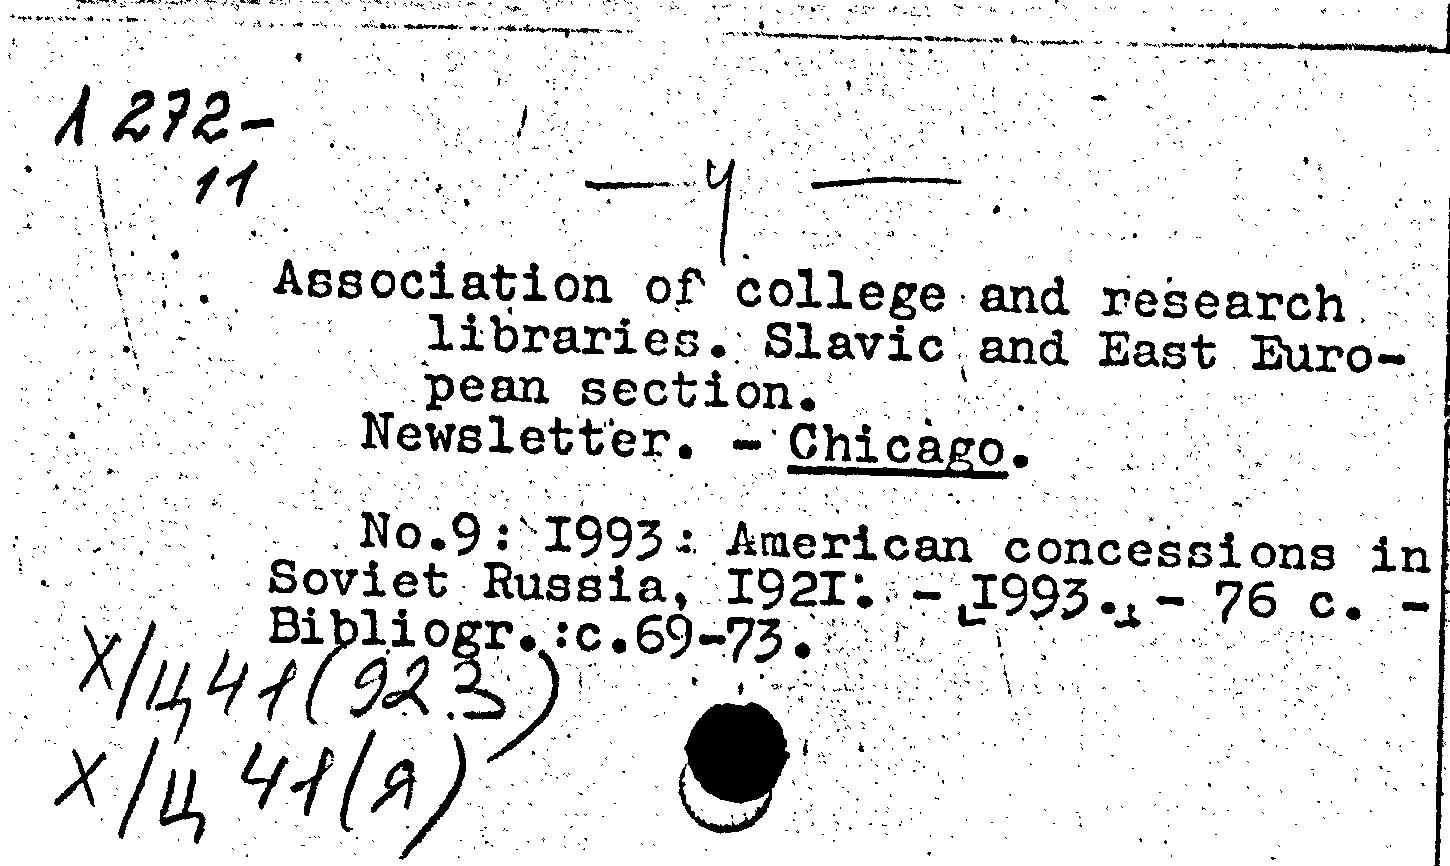 Л 272-
11
— ч —
Association of college and research
libraries. Slavic and East Euro-
pean section.
Newsletter. - Chicago.
No.9: I993: American concessions in
Soviet Russia, I92I. - [I993.] - 76 c. -
Bibliogr.:c.69-73.
Х/Ц41(923)
Х/Ц41(Я)